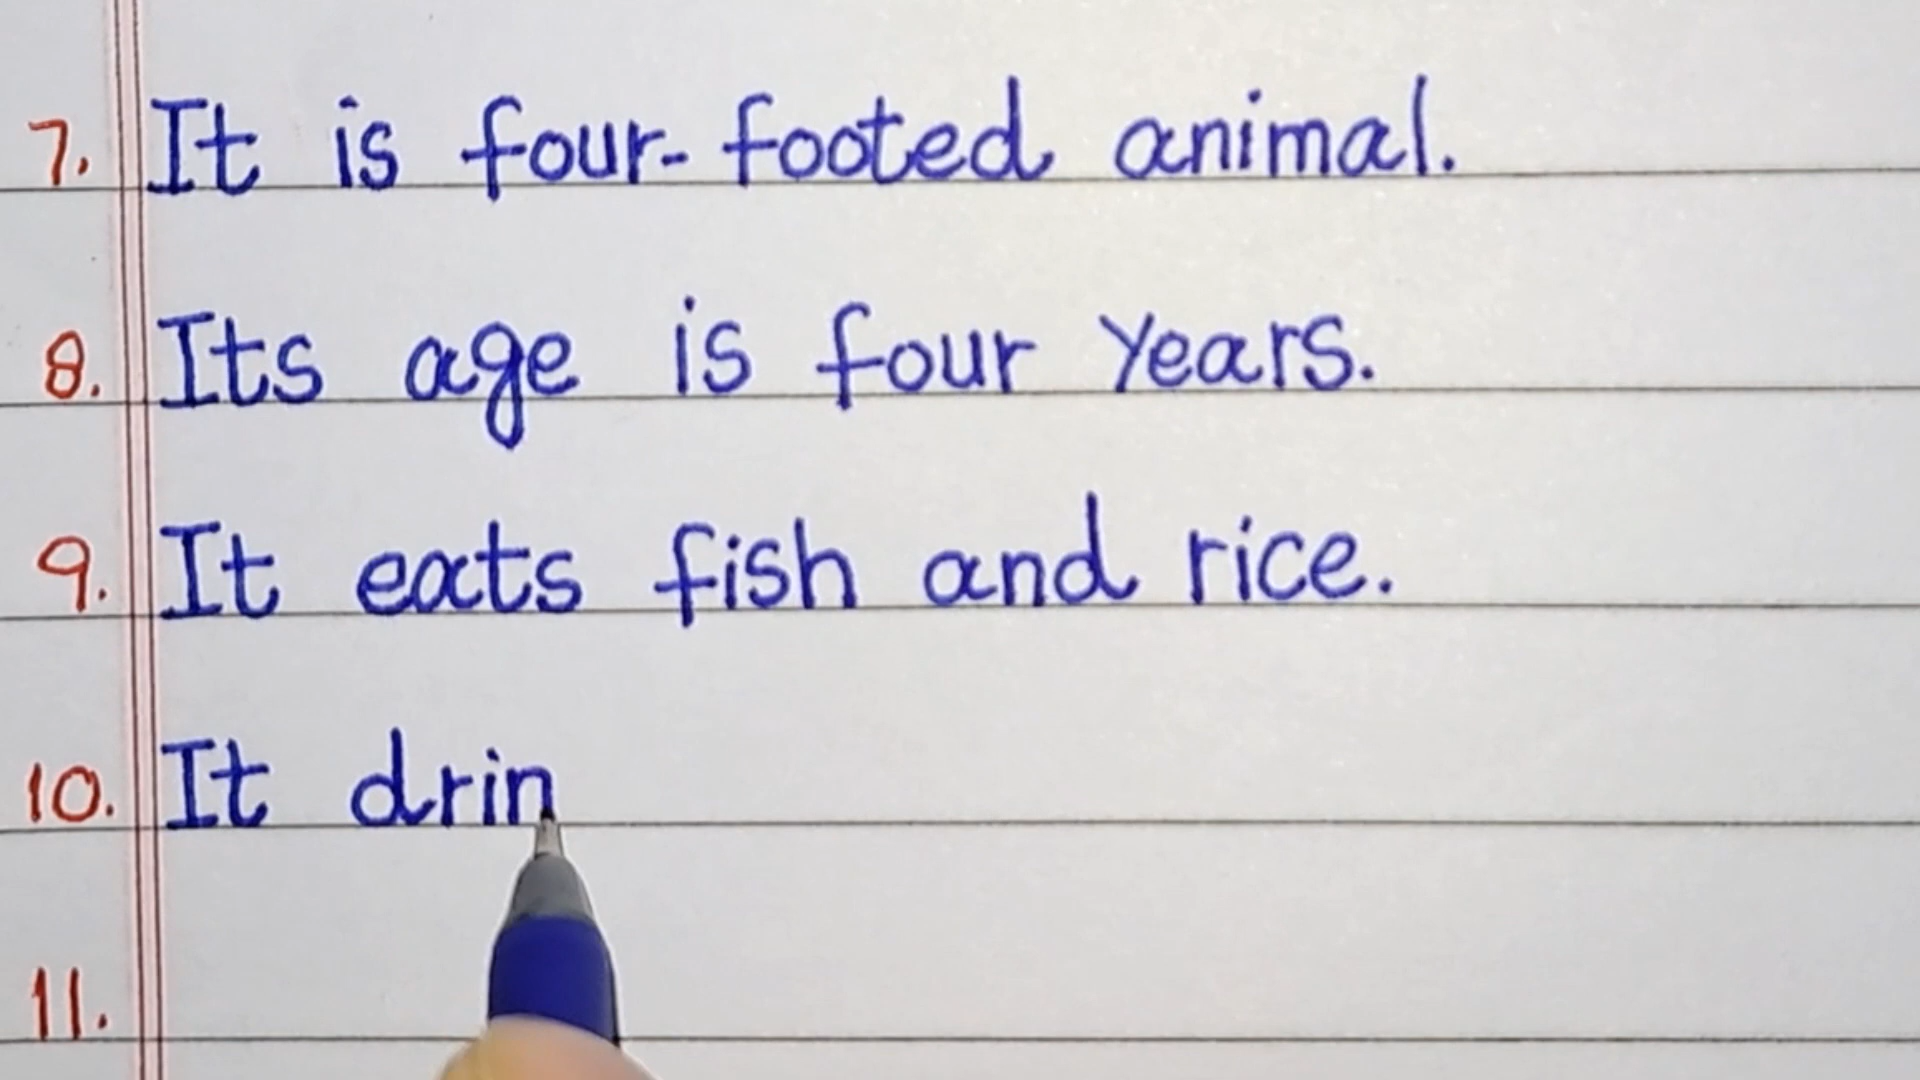 7. It is four-footed animal.
8. Its age is four years.
9. It eats fish and rice.
10. It drin
11.